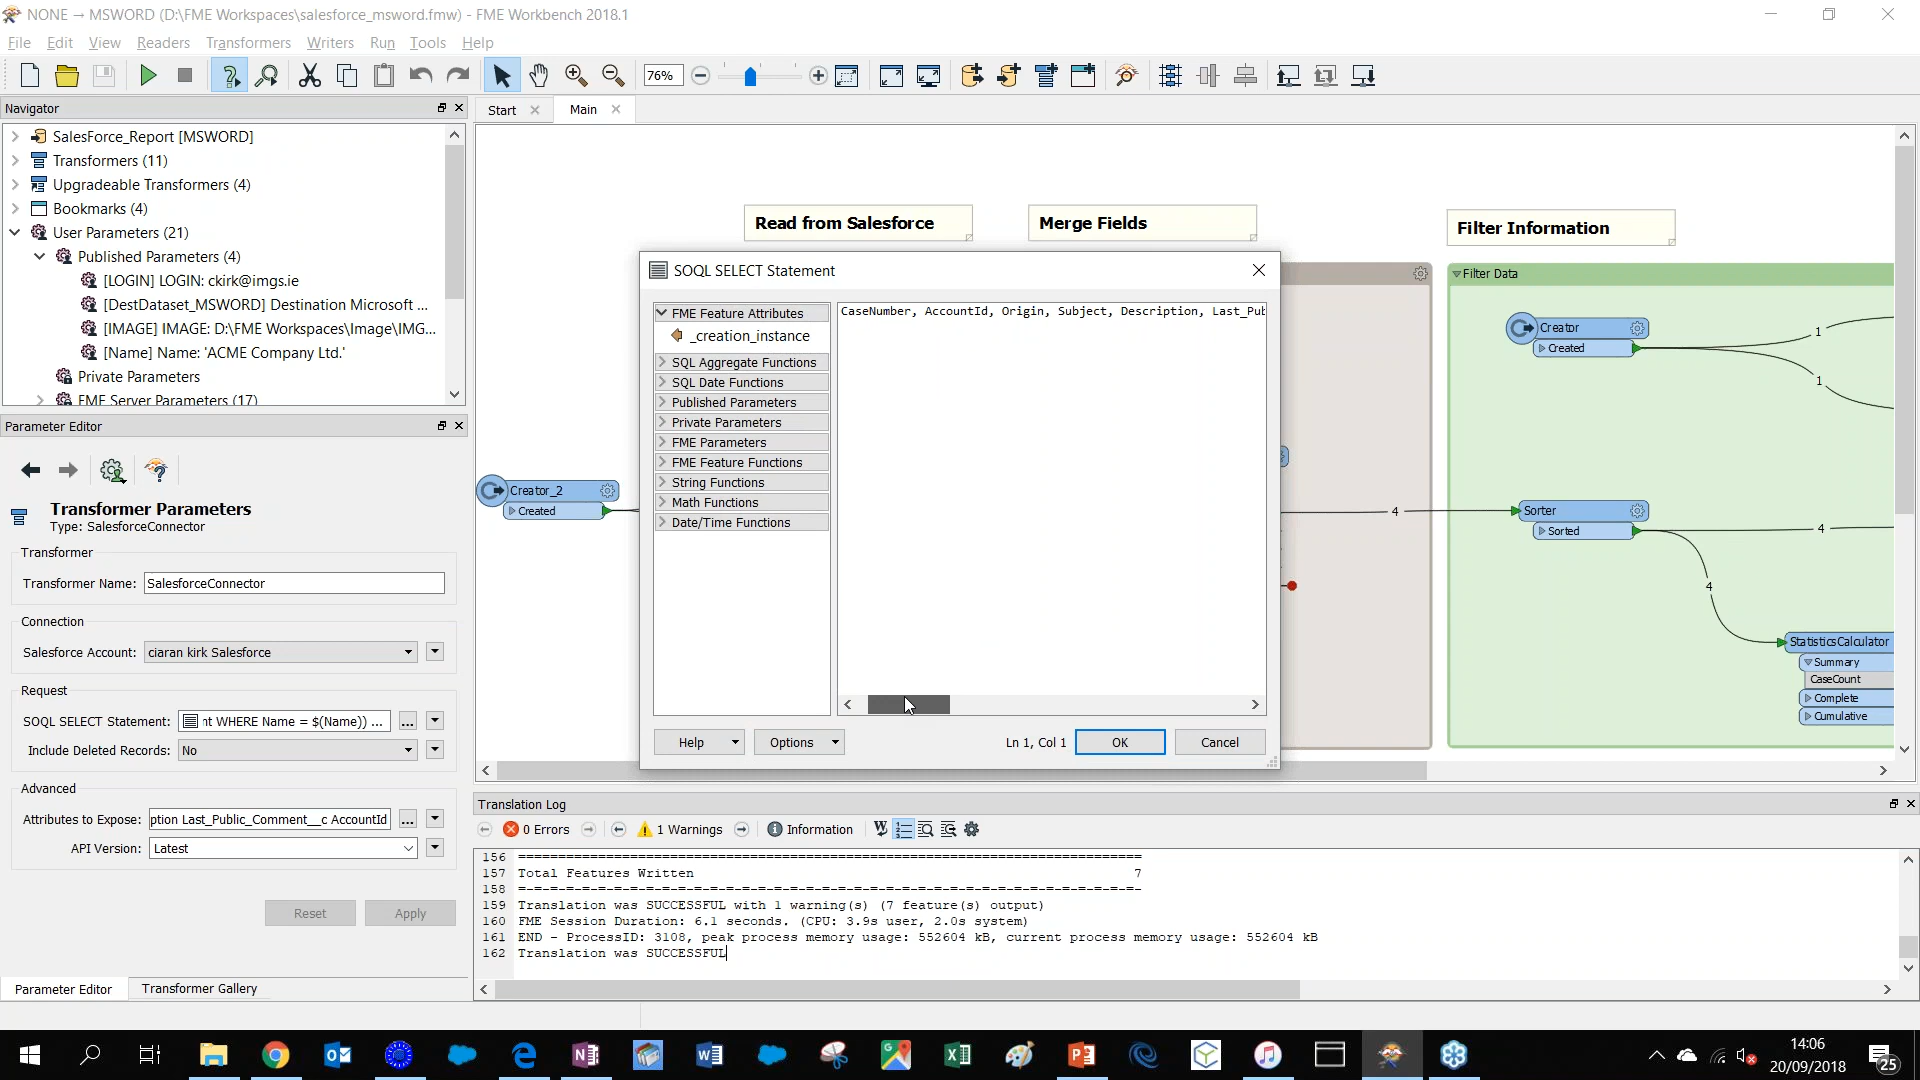 NONE → MSWORD (D:\FME Workspaces\salesforce_msword.fmw) - FME Workbench 2018.1
File Edit View Readers Transformers Writers Run Tools Help
76%
Navigator
Start
Main
SalesForce_Report [MSWORD]
Transformers (11)
Upgradeable Transformers (4)
Bookmarks (4)
User Parameters (21)
Published Parameters (4)
[LOGIN] LOGIN: ckirk@imgs.ie
[DestDataset_MSWORD] Destination Microsoft ...
[IMAGE] IMAGE: D:\FME Workspaces\Image\IMG...
[Name] Name: 'ACME Company Ltd.'
Private Parameters
FME Server Parameters (17)
Parameter Editor
Transformer Parameters
Type: SalesforceConnector
Transformer
Transformer Name: SalesforceConnector
Connection
Salesforce Account: ciaran kirk Salesforce
Request
SOQL SELECT Statement: nt WHERE Name = $(Name)) ...
...
Include Deleted Records: No
Advanced
Attributes to Expose: ption Last_Public_Comment__c AccountId
...
API Version: Latest
Reset
Apply
Parameter Editor
Transformer Gallery
Read from Salesforce
Merge Fields
Filter Information
Filter Data
Creator
Created
1
1
Creator_2
Created
4
Sorter
Sorted
4
4
StatisticsCalculator
Summary
CaseCount
Complete
Cumulative
SOQL SELECT Statement
FME Feature Attributes
_creation_instance
SQL Aggregate Functions
SQL Date Functions
Published Parameters
Private Parameters
FME Parameters
FME Feature Functions
String Functions
Math Functions
Date/Time Functions
CaseNumber, AccountId, Origin, Subject, Description, Last_Pub
Help
Options
Ln 1, Col 1
OK
Cancel
Translation Log
0 Errors
1 Warnings
Information
156 =-=-=-=-=-=-=-=-=-=-=-=-=-=-=-=-=-=-=-=-=-=-=-=-=-=-=-=-=-=-=-=-=-=-=-=-=-=-=
157 Total Features Written 7
158 =-=-=-=-=-=-=-=-=-=-=-=-=-=-=-=-=-=-=-=-=-=-=-=-=-=-=-=-=-=-=-=-=-=-=-=-=-=-=
159 Translation was SUCCESSFUL with 1 warning(s) (7 feature(s) output)
160 FME Session Duration: 6.1 seconds. (CPU: 3.9s user, 2.0s system)
161 END - ProcessID: 3108, peak process memory usage: 552604 kB, current process memory usage: 552604 kB
162 Translation was SUCCESSFUL
14:06
20/09/2018
25